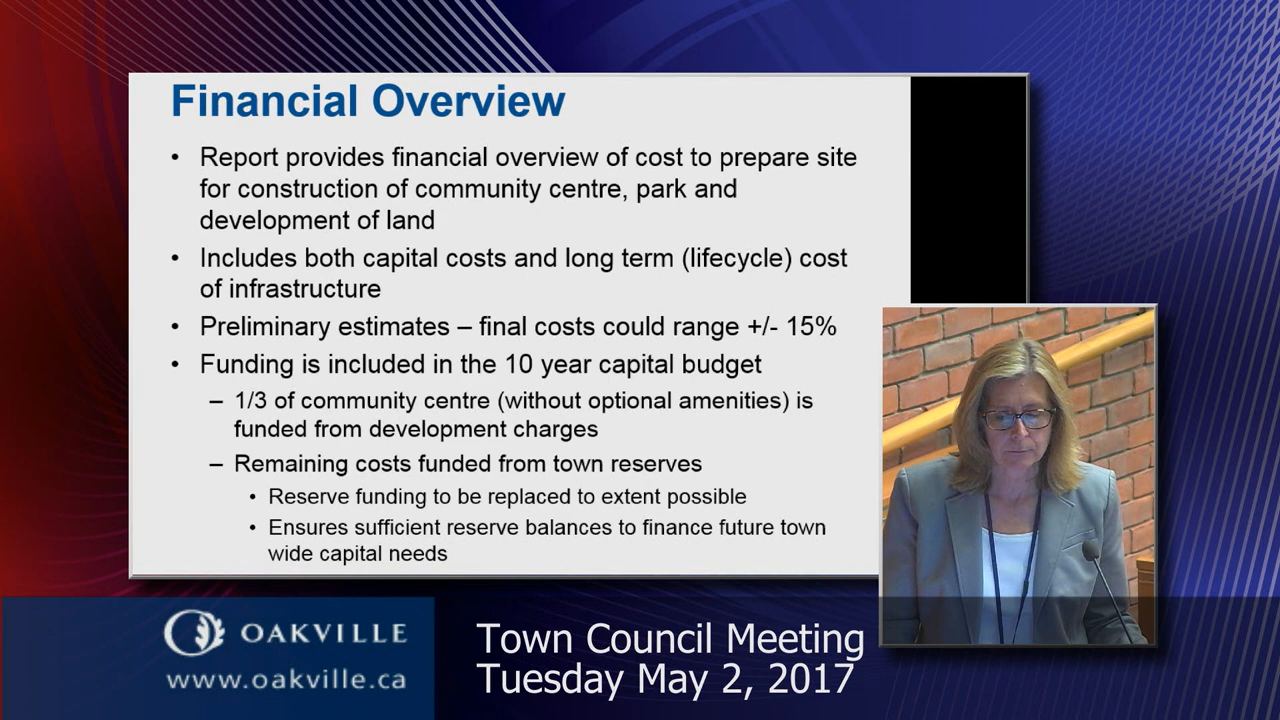 Financial Overview
• Report provides financial overview of cost to prepare site
for construction of community centre, park and
development of land
• Includes both capital costs and long term (lifecycle) cost
of infrastructure
• Preliminary estimates – final costs could range +/- 15%
• Funding is included in the 10 year capital budget
– 1/3 of community centre (without optional amenities) is
funded from development charges
– Remaining costs funded from town reserves
• Reserve funding to be replaced to extent possible
• Ensures sufficient reserve balances to finance future town
wide capital needs
OAKVILLE
www.oakville.ca
Town Council Meeting
Tuesday May 2, 2017